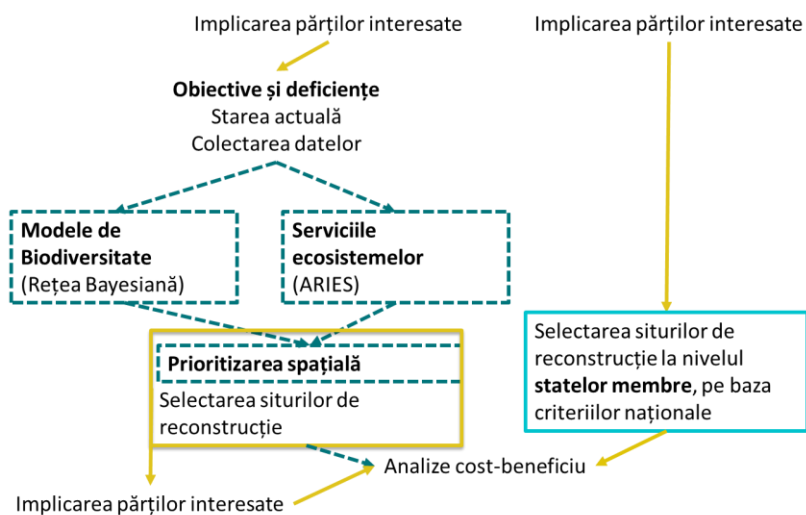 Implicarea părților interesate
Implicarea părților interesate
Obiective și deficiențe
Starea actuală
Colectarea datelor
Modele de
Biodiversitate
(Rețea Bayesiană)
Serviciile
ecosistemelor
(ARIES)
Prioritizarea spațială
Selectarea siturilor de
reconstrucție
Selectarea siturilor de
reconstrucție la nivelul
statelor membre, pe baza
criteriilor naționale
Analize cost-beneficiu
Implicarea părților interesate